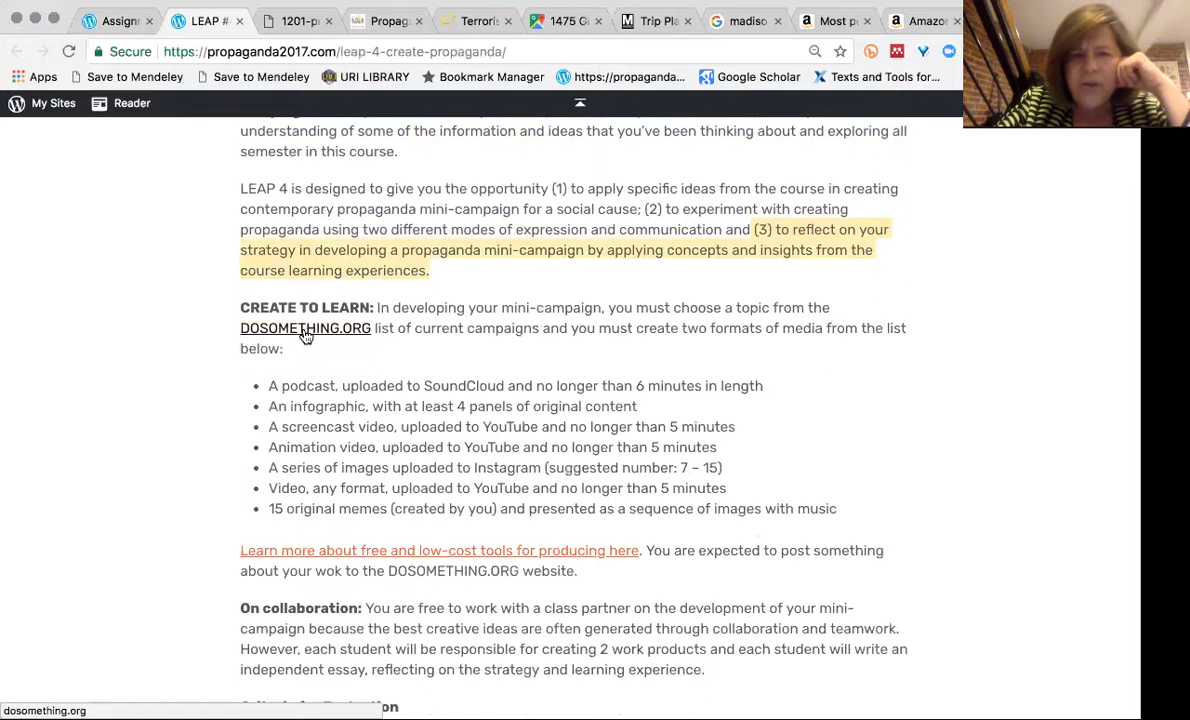 Assignm
LEAP #
1201-pr
Propag
Terroris
1475 G
Trip Pla
madiso
Most p
Amazo
Secure
https://propaganda2017.com/leap-4-create-propaganda/
Apps
Save to Mendeley
Save to Mendeley
URI LIBRARY
Bookmark Manager
https://propaganda...
Google Scholar
Texts and Tools for...
My Sites
Reader
understanding of some of the information and ideas that you've been thinking about and exploring all
semester in this course.
LEAP 4 is designed to give you the opportunity (1) to apply specific ideas from the course in creating
contemporary propaganda mini-campaign for a social cause; (2) to experiment with creating
propaganda using two different modes of expression and communication and (3) to reflect on your
strategy in developing a propaganda mini-campaign by applying concepts and insights from the
course learning experiences.
CREATE TO LEARN: In developing your mini-campaign, you must choose a topic from the
DOSOMETHING.ORG list of current campaigns and you must create two formats of media from the list
below:
• A podcast, uploaded to SoundCloud and no longer than 6 minutes in length
• An infographic, with at least 4 panels of original content
• A screencast video, uploaded to YouTube and no longer than 5 minutes
• Animation video, uploaded to YouTube and no longer than 5 minutes
• A series of images uploaded to Instagram (suggested number: 7 – 15)
• Video, any format, uploaded to YouTube and no longer than 5 minutes
• 15 original memes (created by you) and presented as a sequence of images with music
Learn more about free and low-cost tools for producing here. You are expected to post something
about your wok to the DOSOMETHING.ORG website.
On collaboration: You are free to work with a class partner on the development of your mini-
campaign because the best creative ideas are often generated through collaboration and teamwork.
However, each student will be responsible for creating 2 work products and each student will write an
independent essay, reflecting on the strategy and learning experience.
dosomething.org